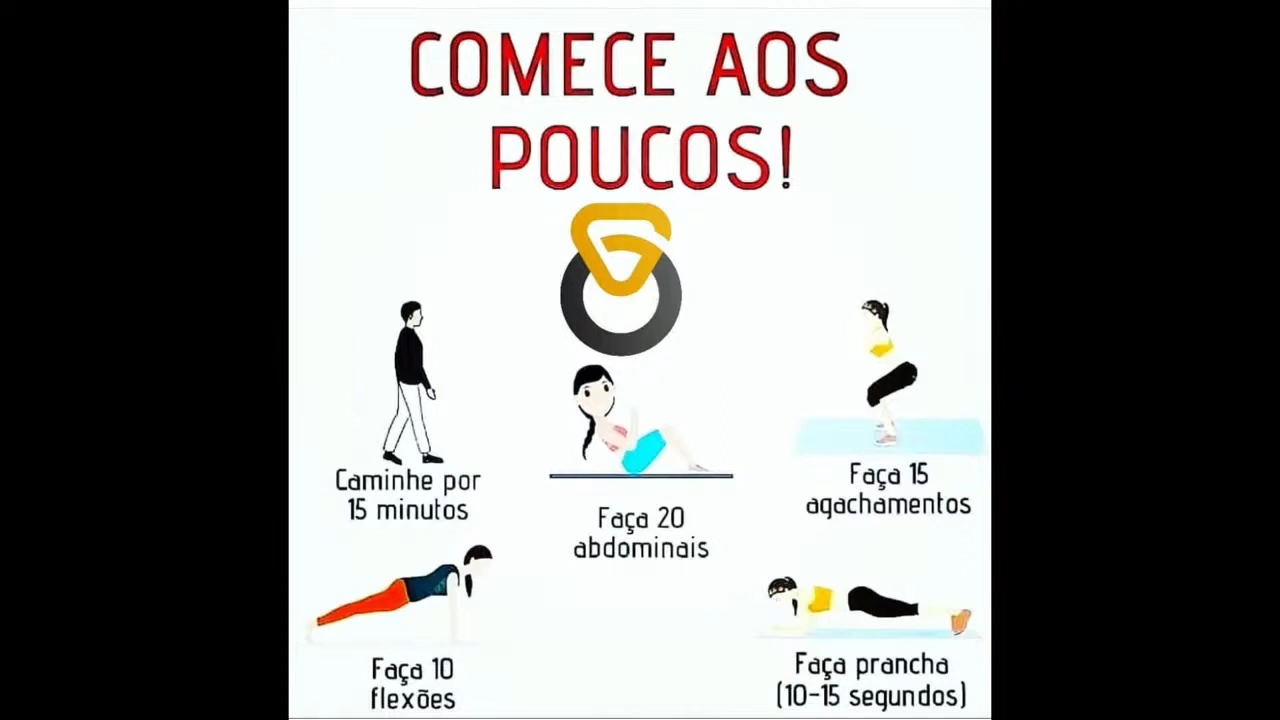 COMECE AOS
POUCOS!
Caminhe por
15 minutos
Faça 20
abdominais
Faça 15
agachamentos
Faça 10
flexões
Faça prancha
(10-15 segundos)